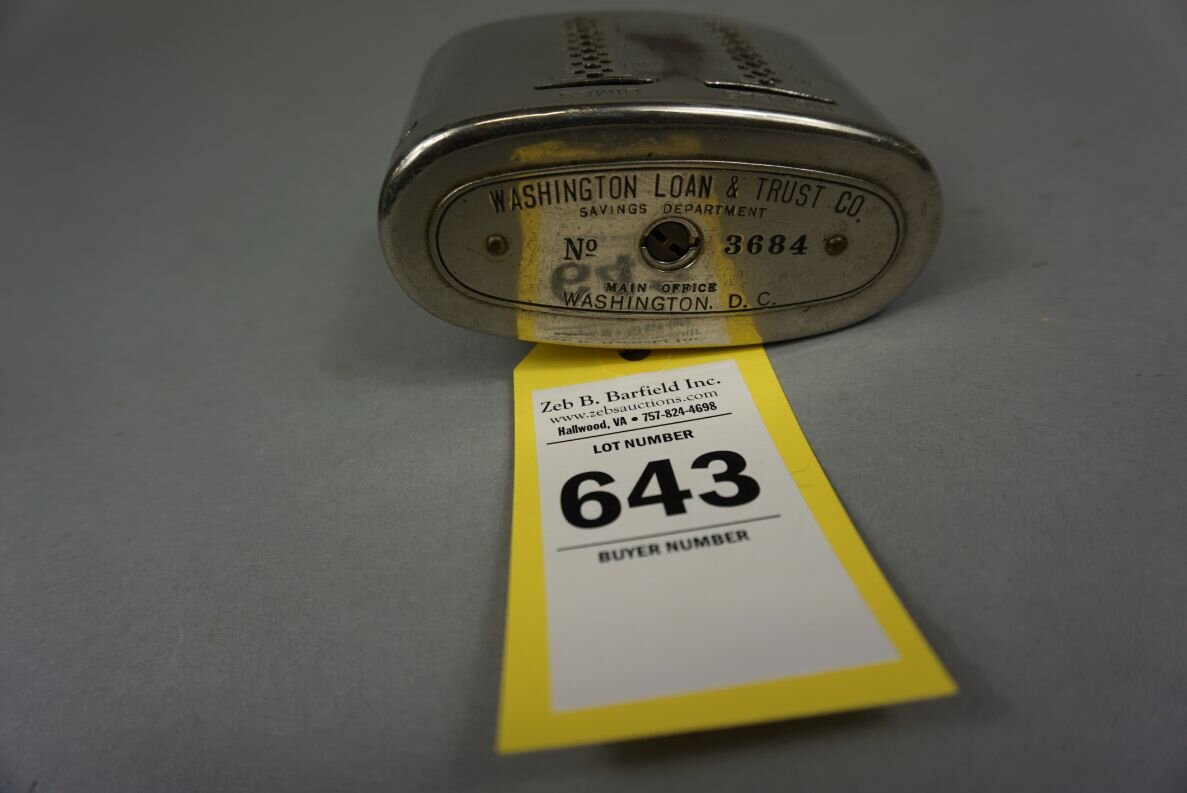 DIMES
WASHINGTON LOAN & TRUST CO.
SAVINGS DEPARTMENT
Nº 3684
MAIN OFFICE
WASHINGTON, D. C.
Zeb B. Barfield Inc.
www.zebsauctions.com
Hallwood, VA • 757-824-4698
LOT NUMBER
643
BUYER NUMBER